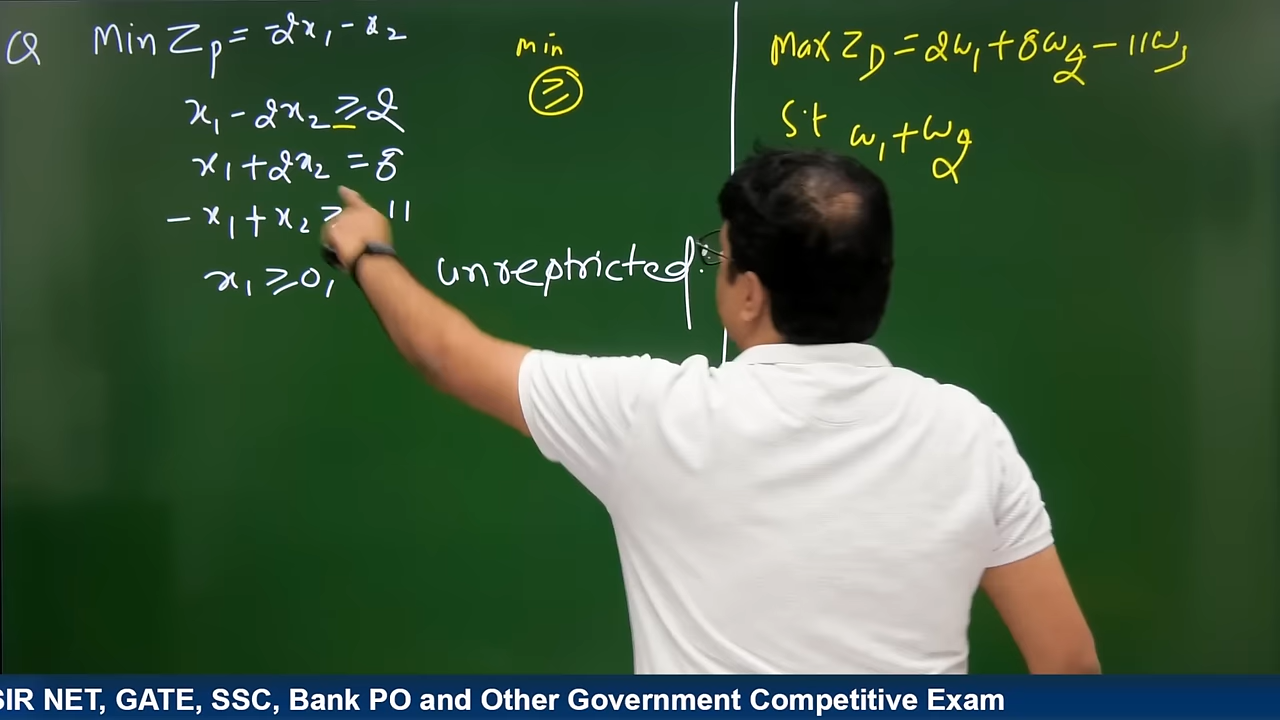 Q Min Zp = -2x₁ - x₂
x₁ - 2x₂ ≥ 2
x₁ + 2x₂ = 8
- x₁ + x₂ ≥ 11
x₁ ≥ 0, unrestricted.
min
≥
Max Z_D = 2w₁ + 8w₂ - 11w₃
S.t w₁ + w₂
SIR NET, GATE, SSC, Bank PO and Other Government Competitive Exam